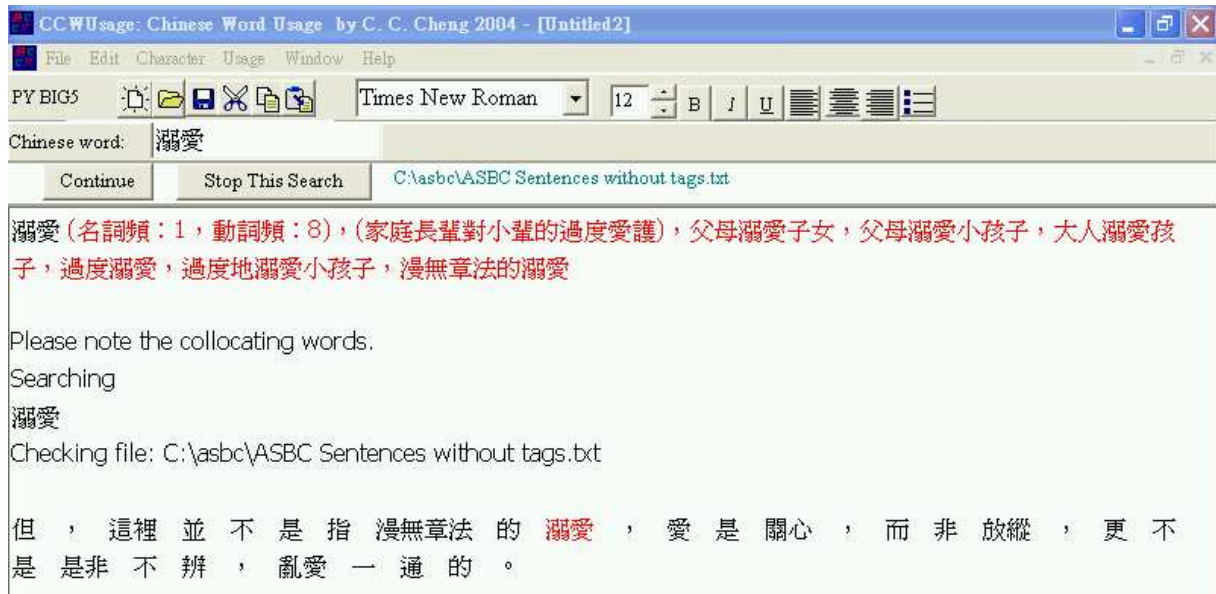 CCWUsage: Chinese Word Usage by C. C. Cheng 2004 - [Untitled2]
File Edit Character Usage Window Help
PY BIG5 Times New Roman 12 B I U
Chinese word: 溺愛
Continue Stop This Search C:\asbc\ASBC Sentences without tags.txt
溺愛 (名詞頻：1，動詞頻：8)，(家庭長輩對小輩的過度愛護)，父母溺愛子女，父母溺愛小孩子，大人溺愛孩
子，過度溺愛，過度地溺愛小孩子，漫無章法的溺愛
Please note the collocating words.
Searching
溺愛
Checking file: C:\asbc\ASBC Sentences without tags.txt
但 ， 這裡 並 不 是 指 漫無章法 的 溺愛 ， 愛 是 關心 ， 而 非 放縱 ， 更 不
是 是非 不 辨 ， 亂愛 一 通 的 。